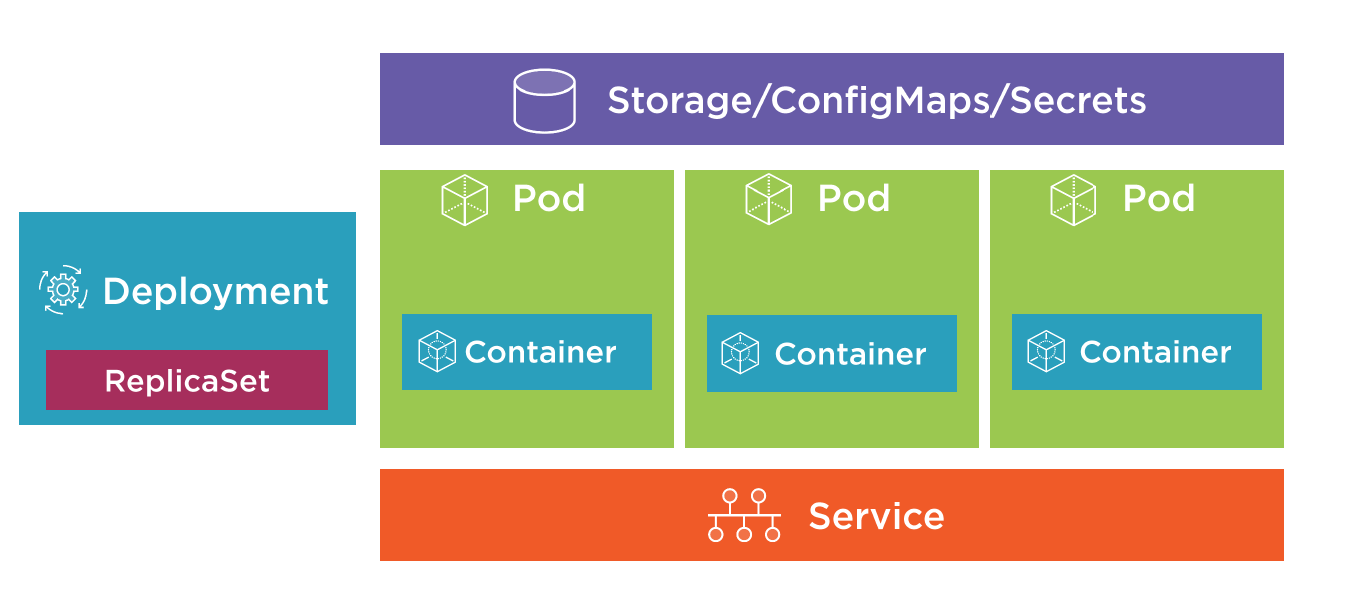 Storage/ConfigMaps/Secrets
Pod
Pod
Pod
Deployment
ReplicaSet
Container
Container
Container
Service